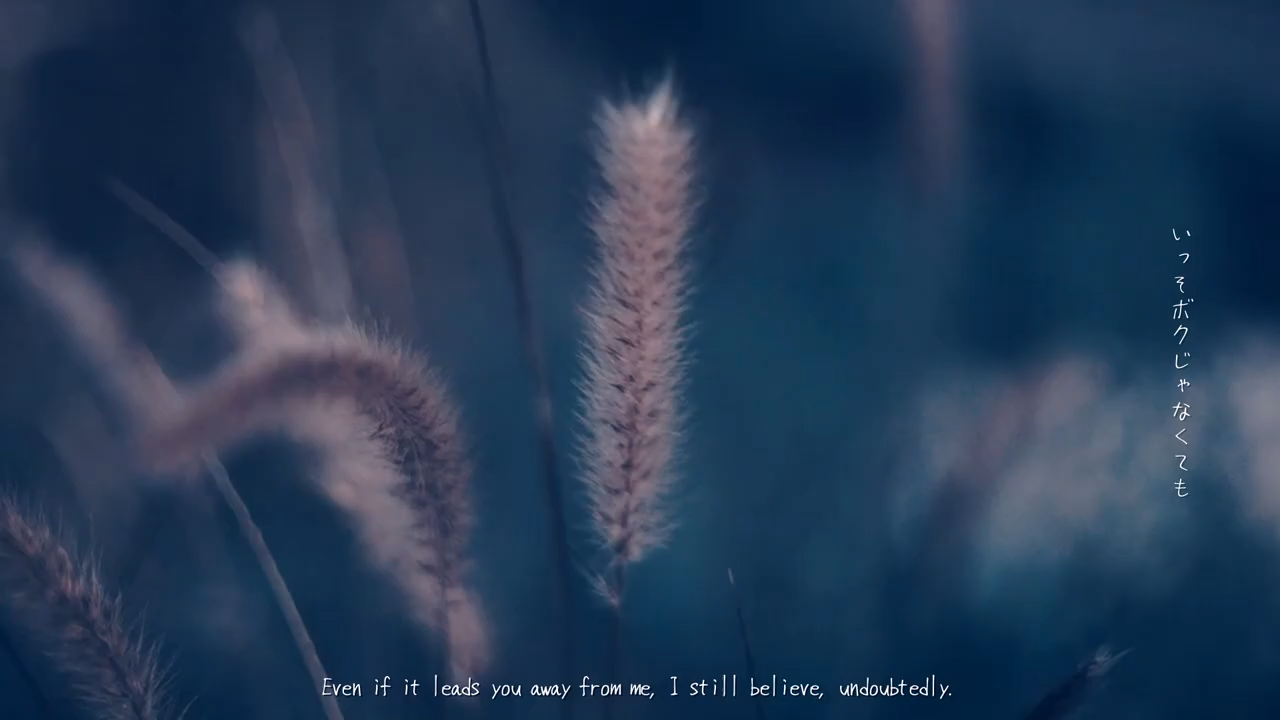 いっそボクじゃなくても
Even if it leads you away from me, I still believe, undoubtedly.